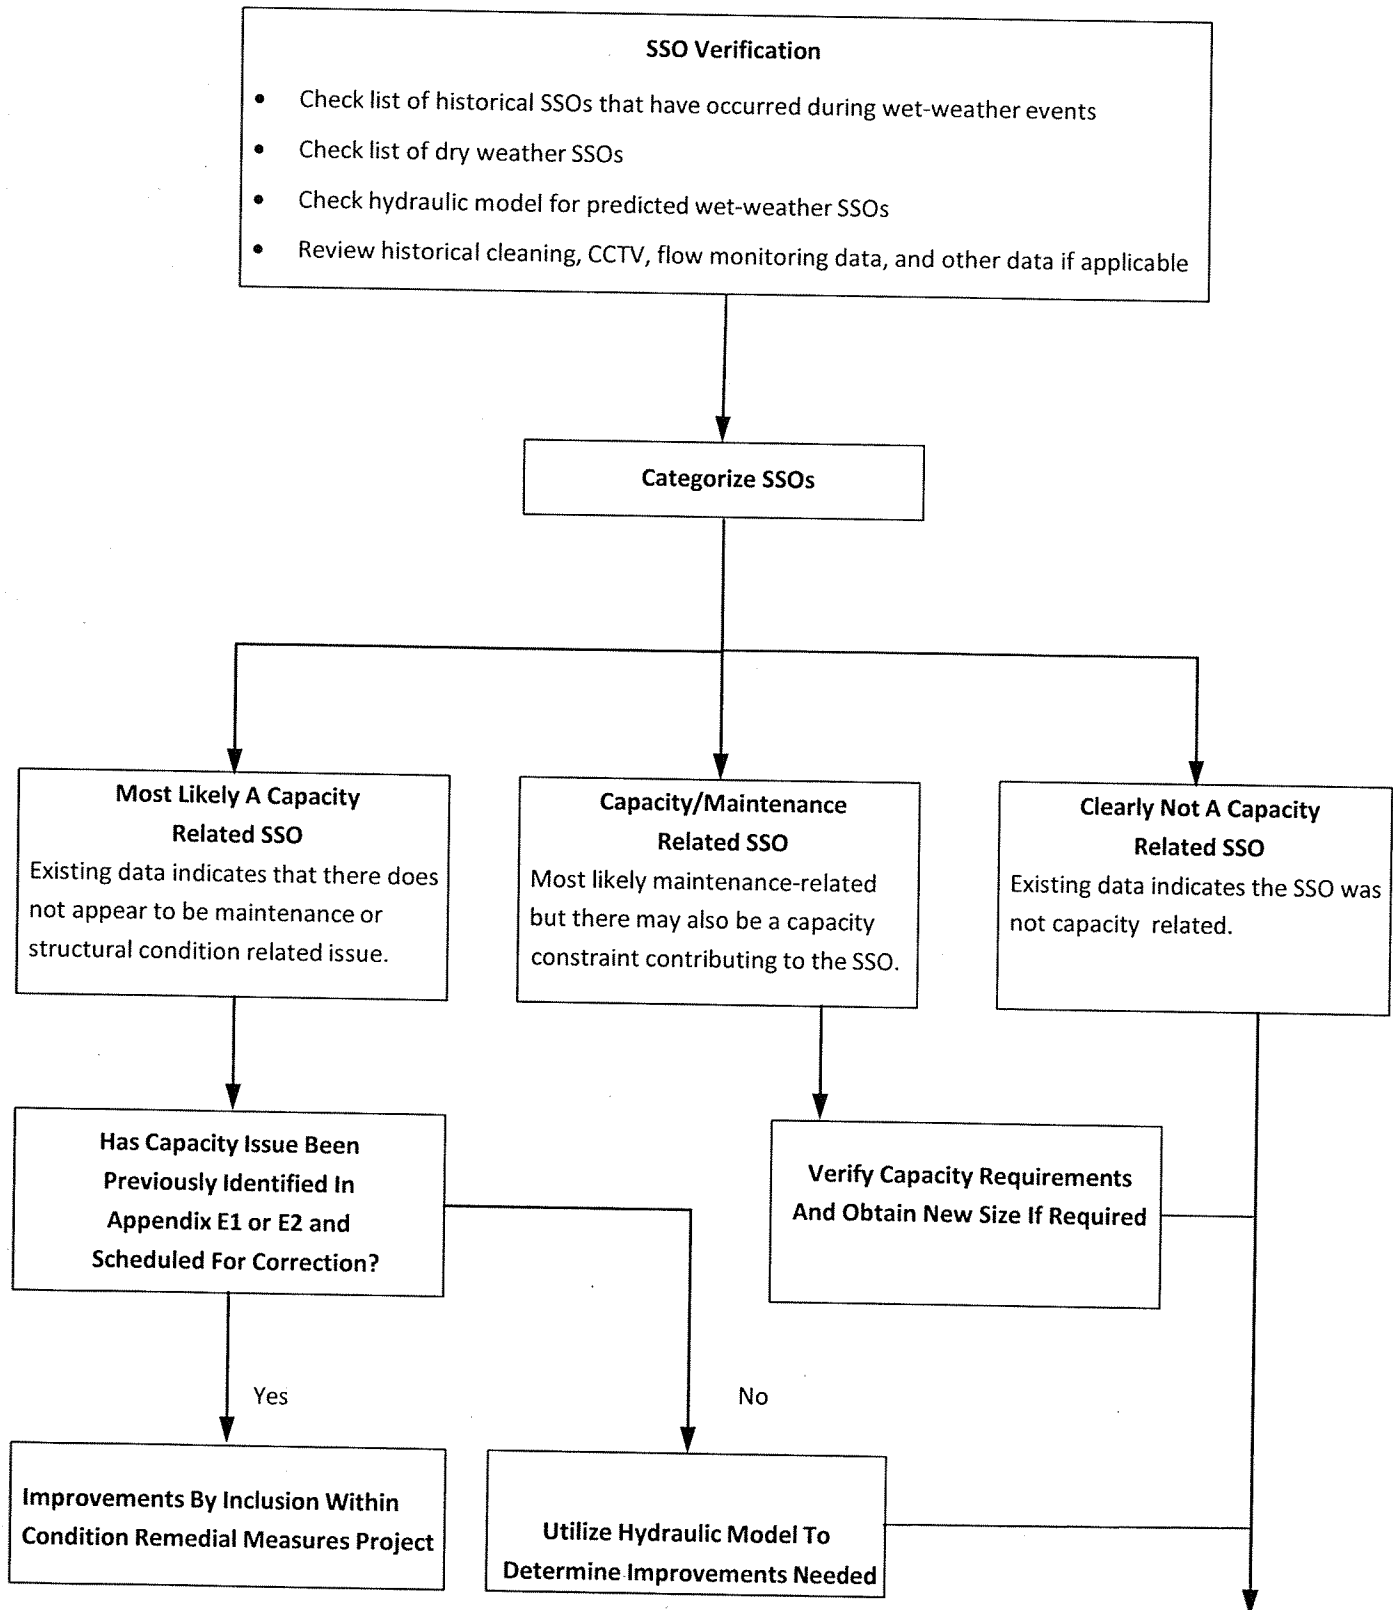 SSO Verification
• Check list of historical SSOs that have occurred during wet-weather events
• Check list of dry weather SSOs
• Check hydraulic model for predicted wet-weather SSOs
• Review historical cleaning, CCTV, flow monitoring data, and other data if applicable
Categorize SSOs
Most Likely A Capacity
Related SSO
Existing data indicates that there does
not appear to be maintenance or
structural condition related issue.
Capacity/Maintenance
Related SSO
Most likely maintenance-related
but there may also be a capacity
constraint contributing to the SSO.
Clearly Not A Capacity
Related SSO
Existing data indicates the SSO was
not capacity related.
Has Capacity Issue Been
Previously Identified In
Appendix E1 or E2 and
Scheduled For Correction?
Verify Capacity Requirements
And Obtain New Size If Required
Yes
No
Improvements By Inclusion Within
Condition Remedial Measures Project
Utilize Hydraulic Model To
Determine Improvements Needed